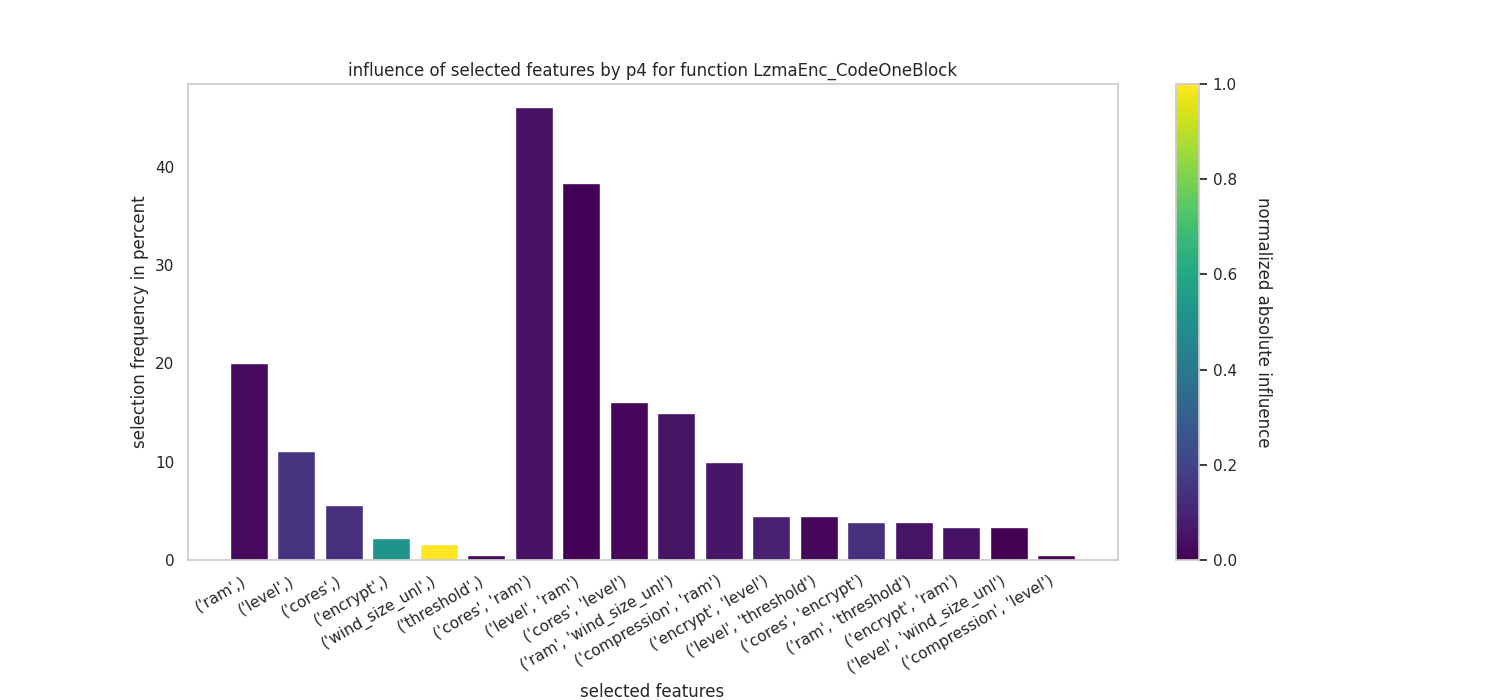 influence of selected features by p4 for function LzmaEnc_CodeOneBlock
selection frequency in percent
40
30
20
10
0
('ram',)
('level',)
('cores',)
('encrypt',)
('wind_size_unl',)
('threshold',)
('cores', 'ram')
('level', 'ram')
('cores', 'level')
('ram', 'wind_size_unl')
('compression', 'ram')
('encrypt', 'level')
('level', 'threshold')
('cores', 'encrypt')
('ram', 'threshold')
('encrypt', 'ram')
('level', 'wind_size_unl')
('compression', 'level')
selected features
1.0
0.8
0.6
0.4
0.2
0.0
normalized absolute influence